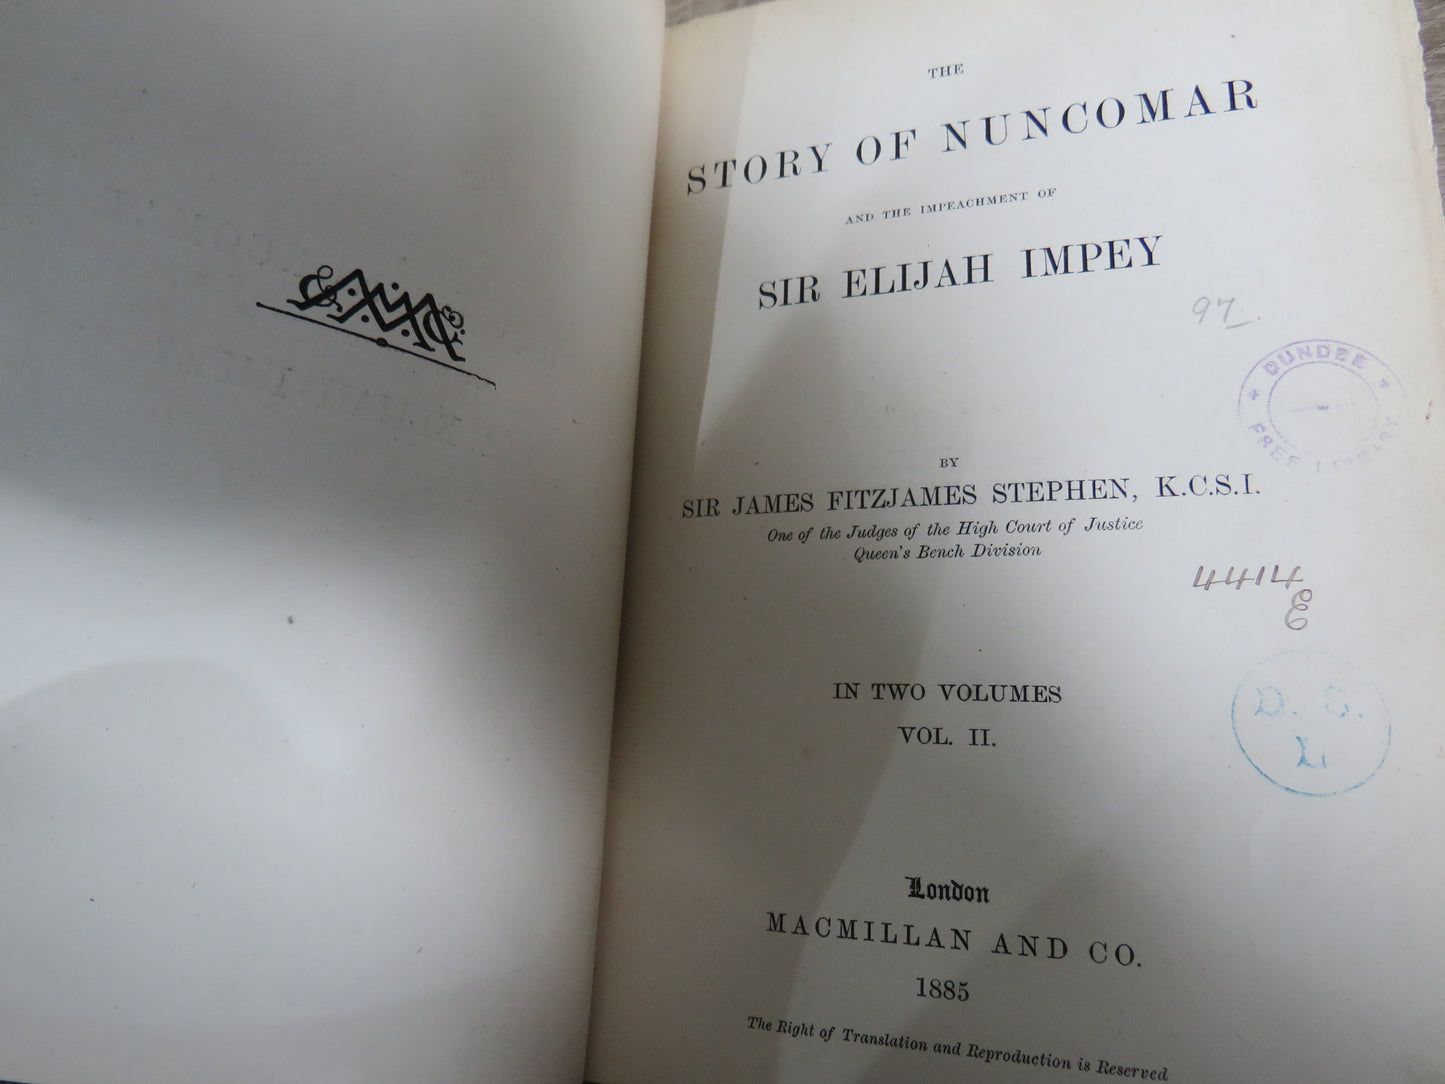 THE
STORY OF NUNCOMAR
AND THE IMPEACHMENT OF
SIR ELIJAH IMPEY
97
DUNDEE
FREE LIBRARY
BY
SIR JAMES FITZJAMES STEPHEN, K.C.S.I.
One of the Judges of the High Court of Justice
Queen's Bench Division
4414
E
IN TWO VOLUMES
VOL. II.
D. S.
L
London
MACMILLAN AND CO.
1885
The Right of Translation and Reproduction is Reserved